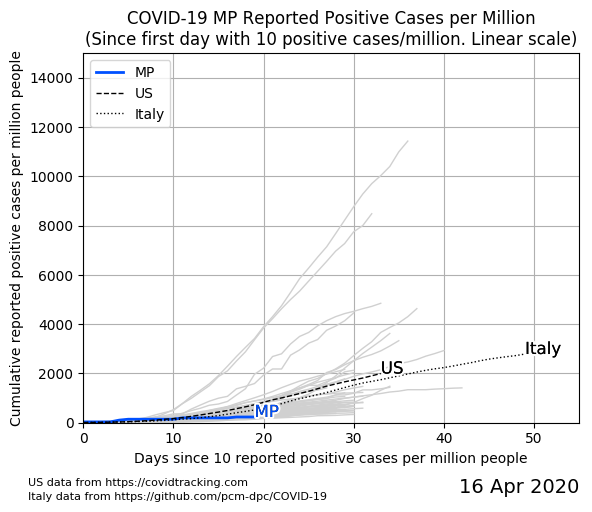 COVID-19 MP Reported Positive Cases per Million
(Since first day with 10 positive cases/million. Linear scale)
Cumulative reported positive cases per million people
14000
12000
10000
8000
6000
4000
2000
0
MP
US
Italy
Italy
US
MP
0
10
20
30
40
50
Days since 10 reported positive cases per million people
US data from https://covidtracking.com
Italy data from https://github.com/pcm-dpc/COVID-19
16 Apr 2020